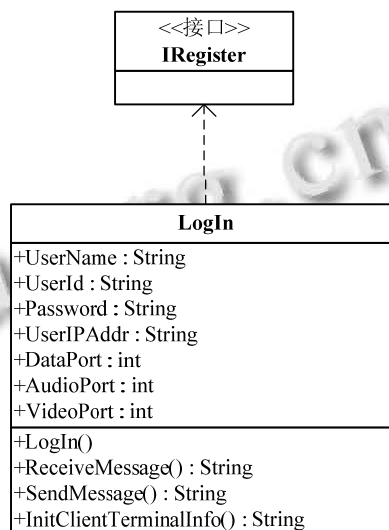 <<接口>>
IRegister
LogIn
+UserName : String
+UserId : String
+Password : String
+UserIPAddr : String
+DataPort : int
+AudioPort : int
+VideoPort : int
+LogIn()
+ReceiveMessage() : String
+SendMessage() : String
+InitClientTerminalInfo() : String